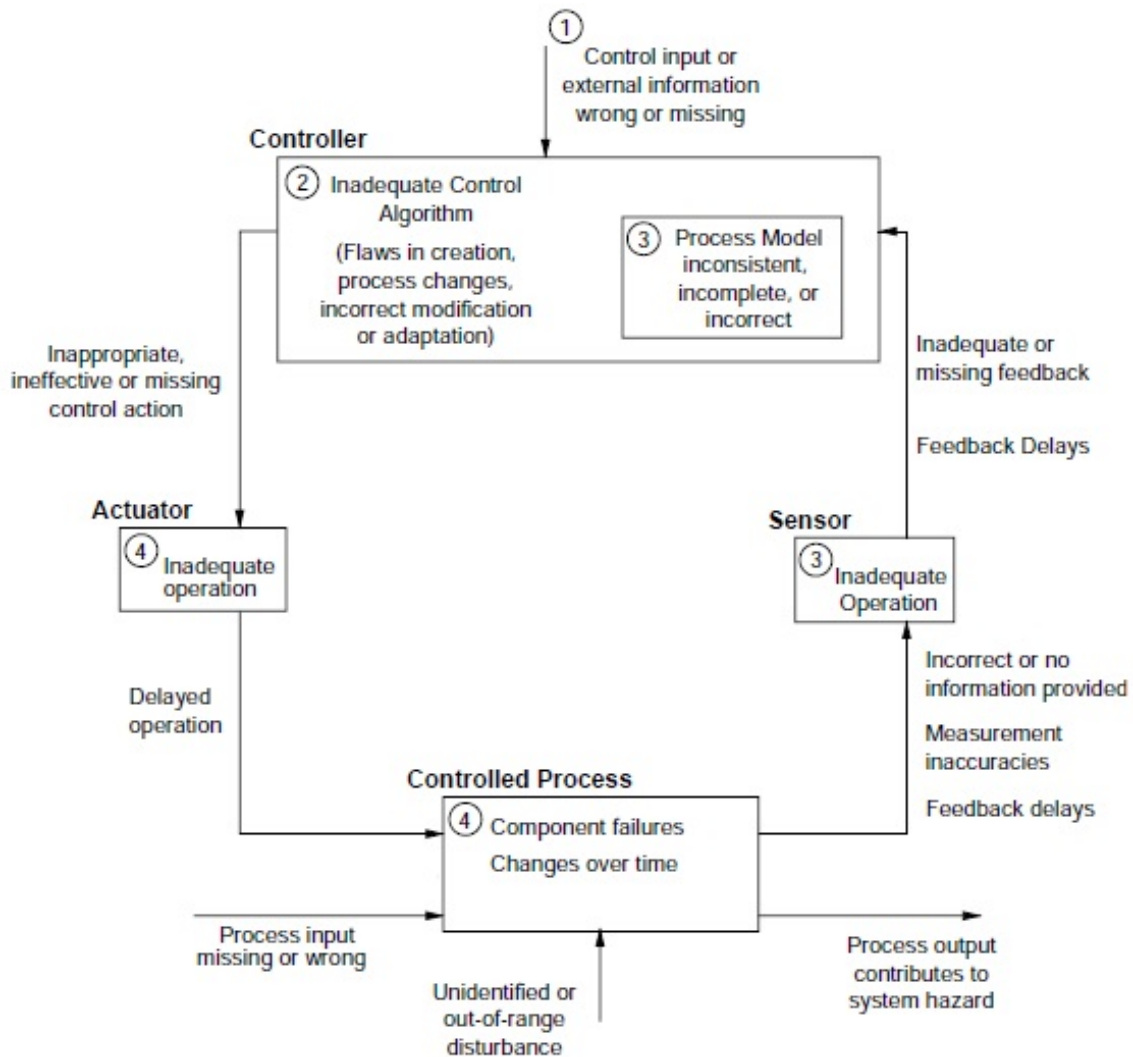 1
Control input or
external information
wrong or missing
Controller
2 Inadequate Control
Algorithm
(Flaws in creation,
process changes,
incorrect modification
or adaptation)
3 Process Model
inconsistent,
incomplete, or
incorrect
Inappropriate,
ineffective or missing
control action
Inadequate or
missing feedback
Feedback Delays
Actuator
4 Inadequate
operation
Sensor
3 Inadequate
Operation
Delayed
operation
Incorrect or no
information provided
Measurement
inaccuracies
Feedback delays
Controlled Process
4 Component failures
Changes over time
Process input
missing or wrong
Unidentified or
out-of-range
disturbance
Process output
contributes to
system hazard